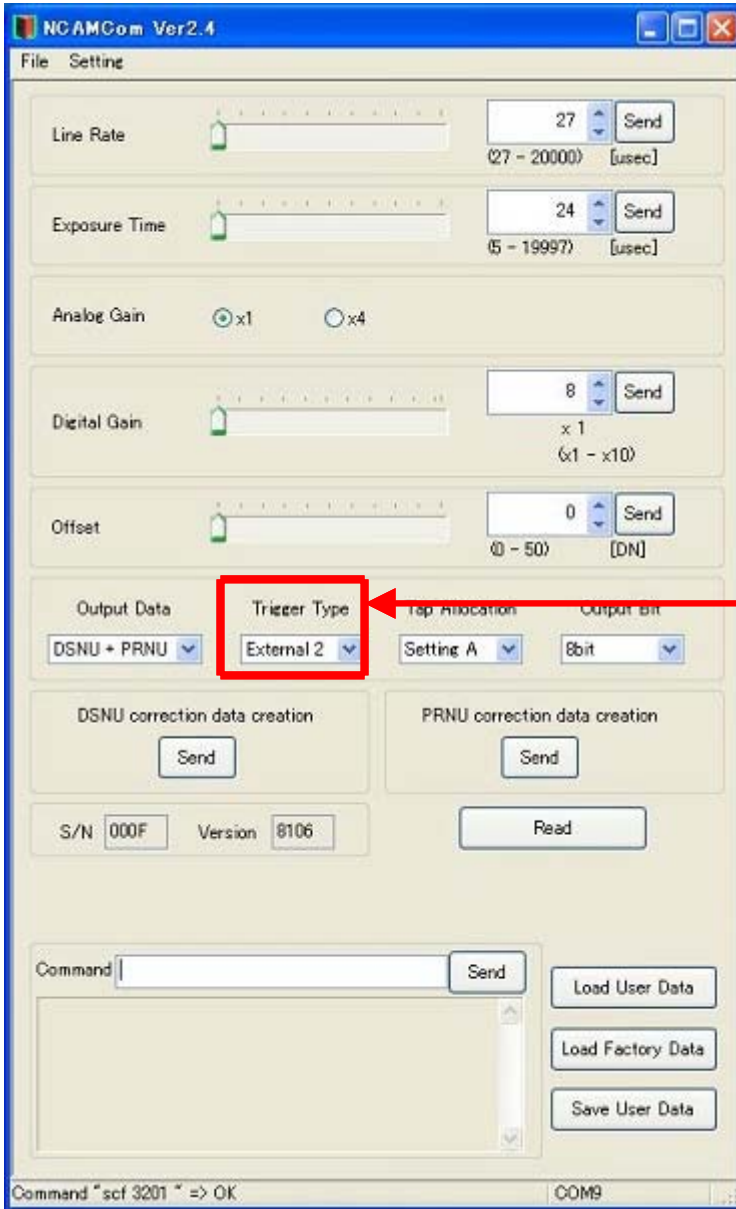 NCAMCom Ver2.4
File Setting
Line Rate 27 Send
(27 - 20000) [usec]
Exposure Time 24 Send
(5 - 19997) [usec]
Analog Gain x1 x4
Digital Gain 8 Send
x 1
(x1 - x10)
Offset 0 Send
(0 - 50) [DN]
Output Data Trigger Type Tap Allocation Output Bit
DSNU + PRNU External 2 Setting A 8bit
DSNU correction data creation PRNU correction data creation
Send Send
S/N 000F Version 8106 Read
Command Send
Load User Data
Load Factory Data
Save User Data
Command "scf 3201 " => OK COM9